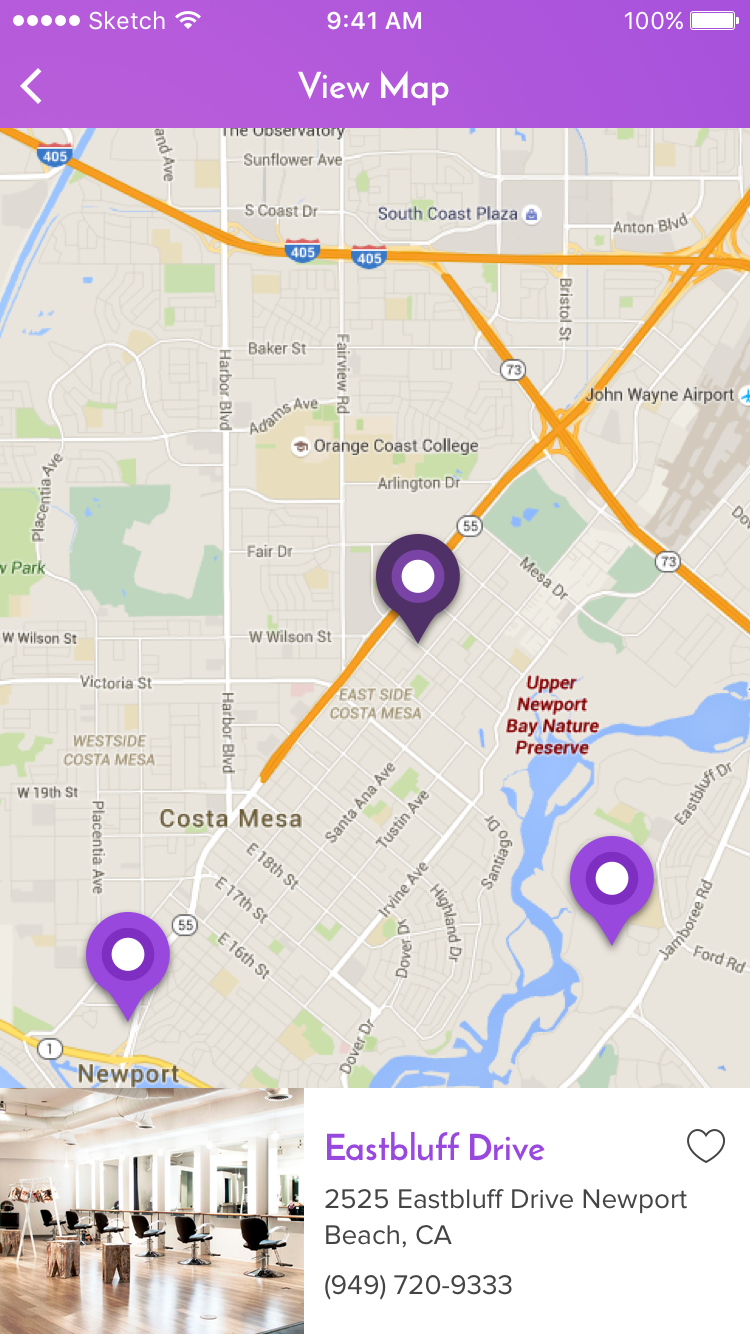 Sketch 9:41 AM 100%
View Map
The Observatory
and Ave
405
Sunflower Ave
S Coast Dr
South Coast Plaza
Anton Blvd
405
405
Bristol St
Baker St
Harbor Blvd
Fairview Rd
73
John Wayne Airport
Adams Ave
Orange Coast College
Placentia Ave
Arlington Dr
55
Fair Dr
73
w Park
Mesa Dr
W Wilson St
W Wilson St
Victoria St
EAST SIDE
COSTA MESA
Upper
Newport
Bay Nature
Preserve
Harbor Blvd
WESTSIDE
COSTA MESA
W 19th St
Costa Mesa
Santa Ana Ave
Tustin Ave
Eastbluff Dr
Placentia Ave
E 18th St
Santiago Dr
E 17th St
Irvine Ave
Highland Dr
55
E 16th St
Dover Dr
Jamboree Rd
Ford Rd
1
Dover Dr
Newport
Eastbluff Drive
2525 Eastbluff Drive Newport
Beach, CA
(949) 720-9333